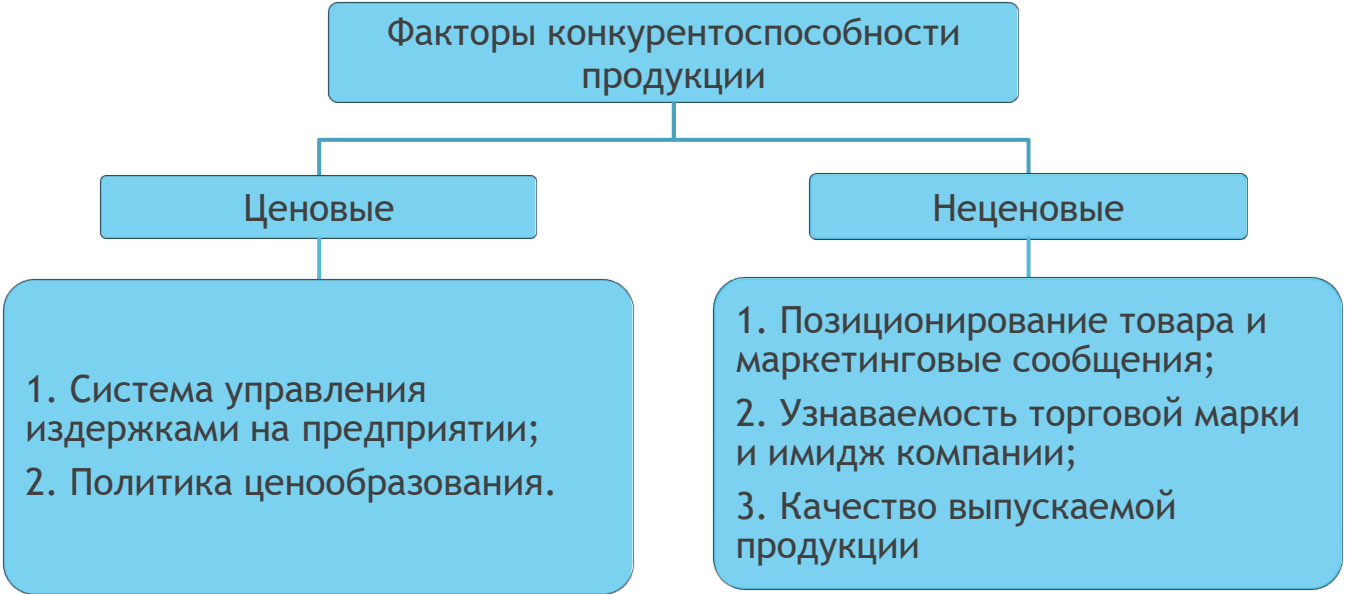 Факторы конкурентоспособности
продукции
Ценовые
Неценовые
1. Система управления
издержками на предприятии;
2. Политика ценообразования.
1. Позиционирование товара и
маркетинговые сообщения;
2. Узнаваемость торговой марки
и имидж компании;
3. Качество выпускаемой
продукции